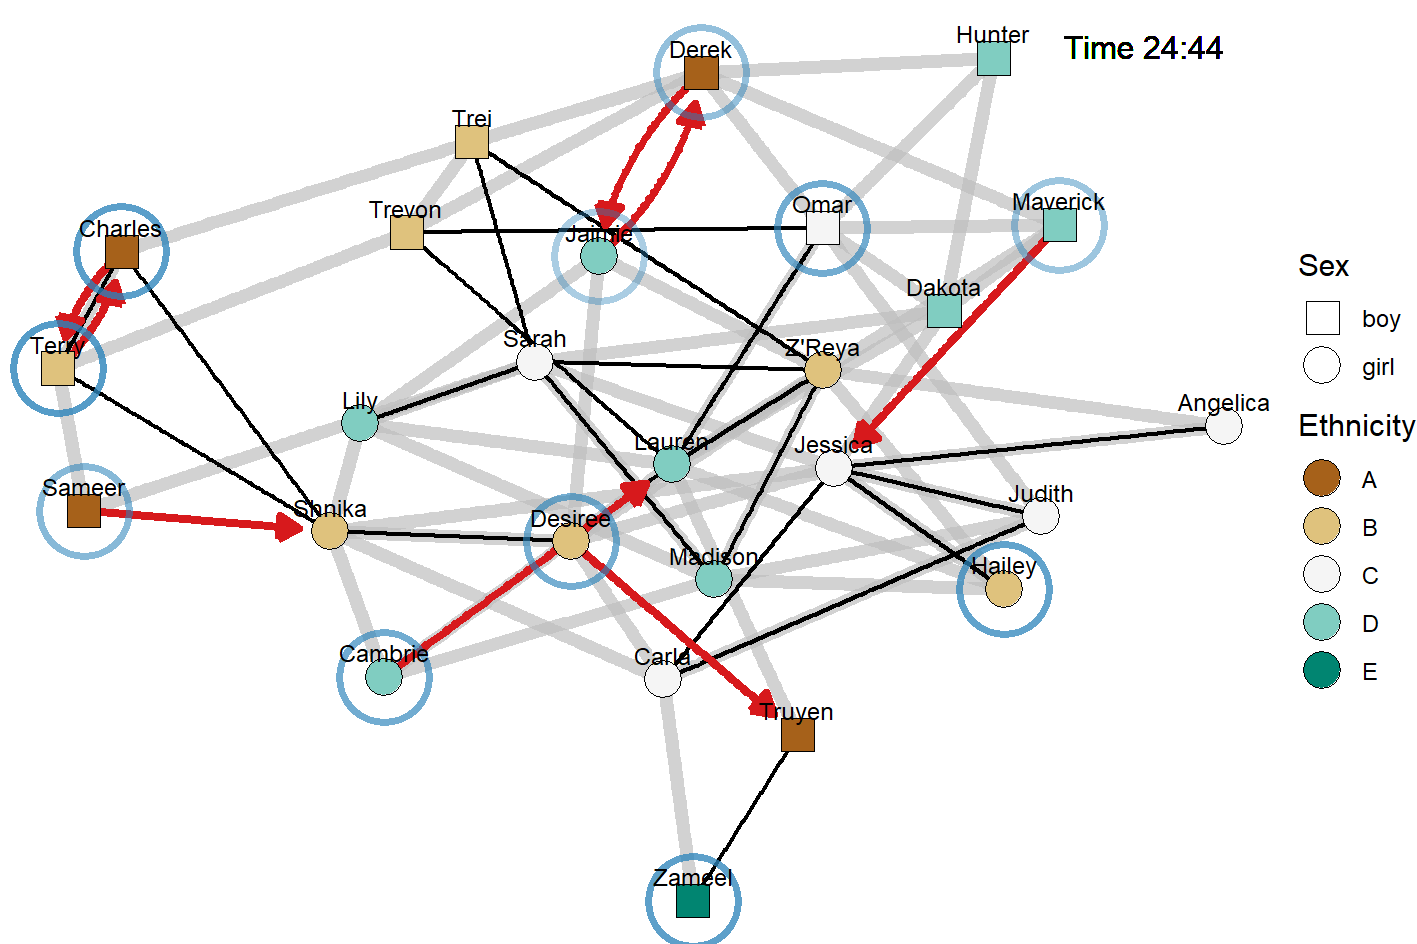 Hunter
Time 24:44
Derek
Trei
Maverick
Omar
Trevon
Charles
Jaimie
Sex
Dakota
boy
Sarah
Terry
Z'Reya
girl
Lily
Angelica
Ethnicity
Lauren
Jessica
A
Sameer
Judith
Shnika
Desiree
B
Madison
Hailey
C
D
Cambrie
Carla
E
Truyen
Zameel